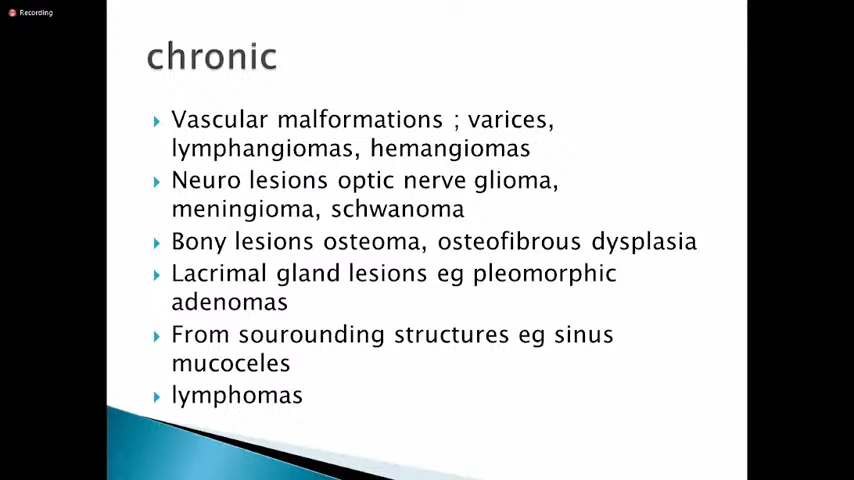 Recording
chronic
Vascular malformations ; varices,
lymphangiomas, hemangiomas
Neuro lesions optic nerve glioma,
meningioma, schwanoma
Bony lesions osteoma, osteofibrous dysplasia
Lacrimal gland lesions eg pleomorphic
adenomas
From sourounding structures eg sinus
mucoceles
lymphomas